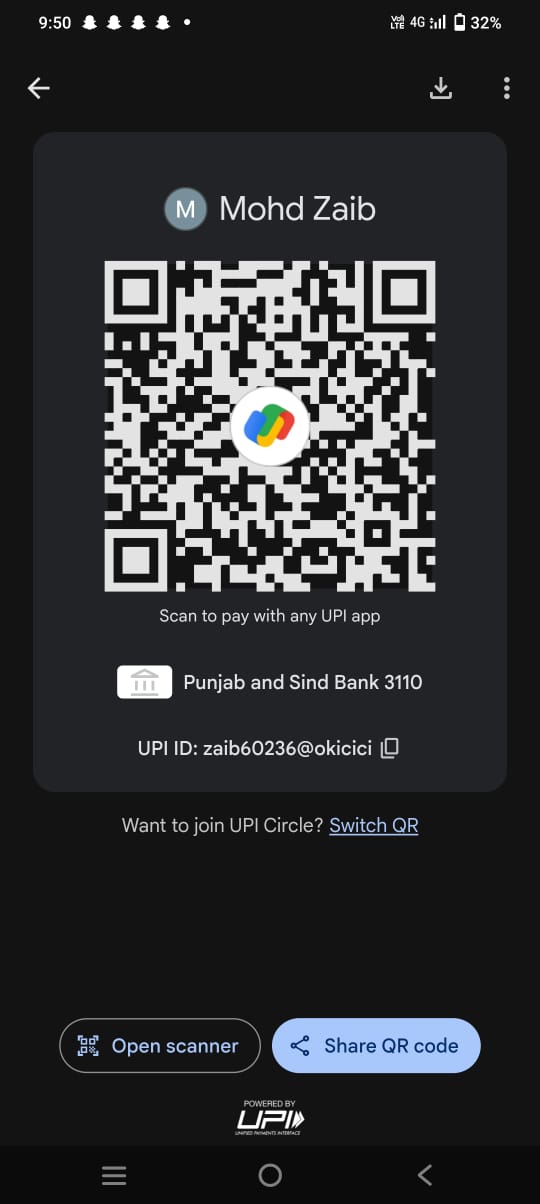 9:50
Vo) LTE 4G 32%
M Mohd Zaib
Scan to pay with any UPI app
Punjab and Sind Bank 3110
UPI ID: zaib60236@okicici
Want to join UPI Circle? Switch QR
Open scanner
Share QR code
POWERED BY
UPI
UNIFIED PAYMENTS INTERFACE